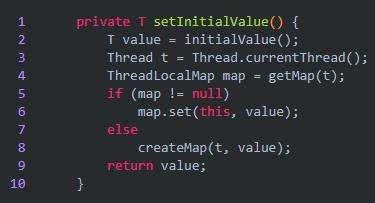 1 private T setInitialValue() {
2 T value = initialValue();
3 Thread t = Thread.currentThread();
4 ThreadLocalMap map = getMap(t);
5 if (map != null)
6 map.set(this, value);
7 else
8 createMap(t, value);
9 return value;
10 }